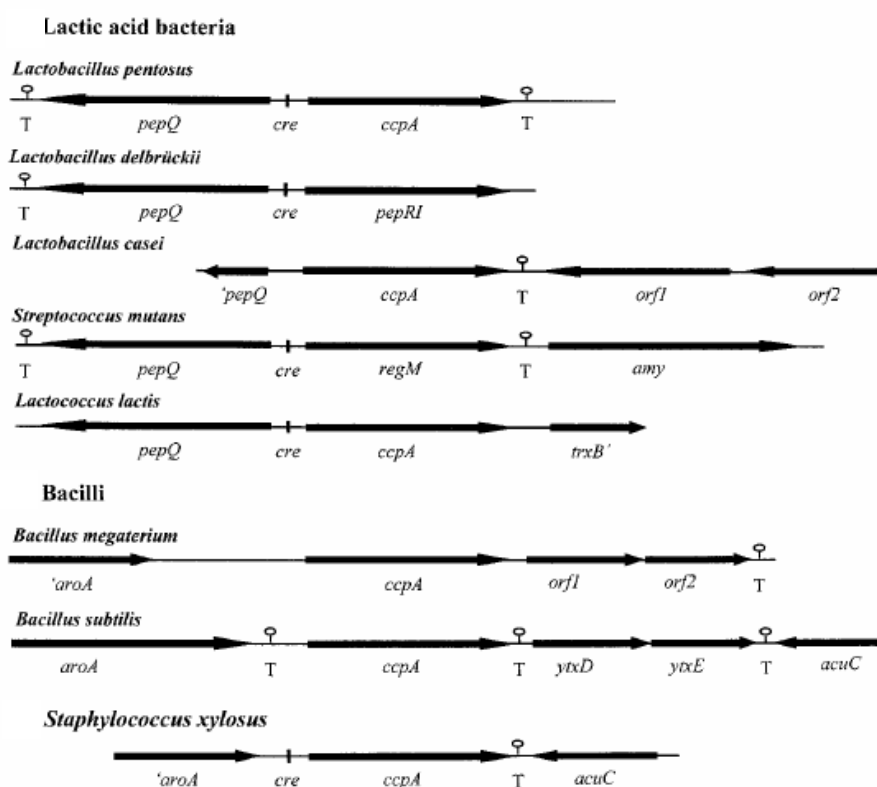 Lactic acid bacteria
Lactobacillus pentosus
T pepQ cre ccpA T
Lactobacillus delbrückii
T pepQ cre pepRI
Lactobacillus casei
'pepQ ccpA T orf1 orf2
Streptococcus mutans
T pepQ cre regM T amy
Lactococcus lactis
pepQ cre ccpA trxB'
Bacilli
Bacillus megaterium
'aroA ccpA orf1 orf2 T
Bacillus subtilis
aroA T ccpA T ytxD ytxE T acuC
Staphylococcus xylosus
'aroA cre ccpA T acuC